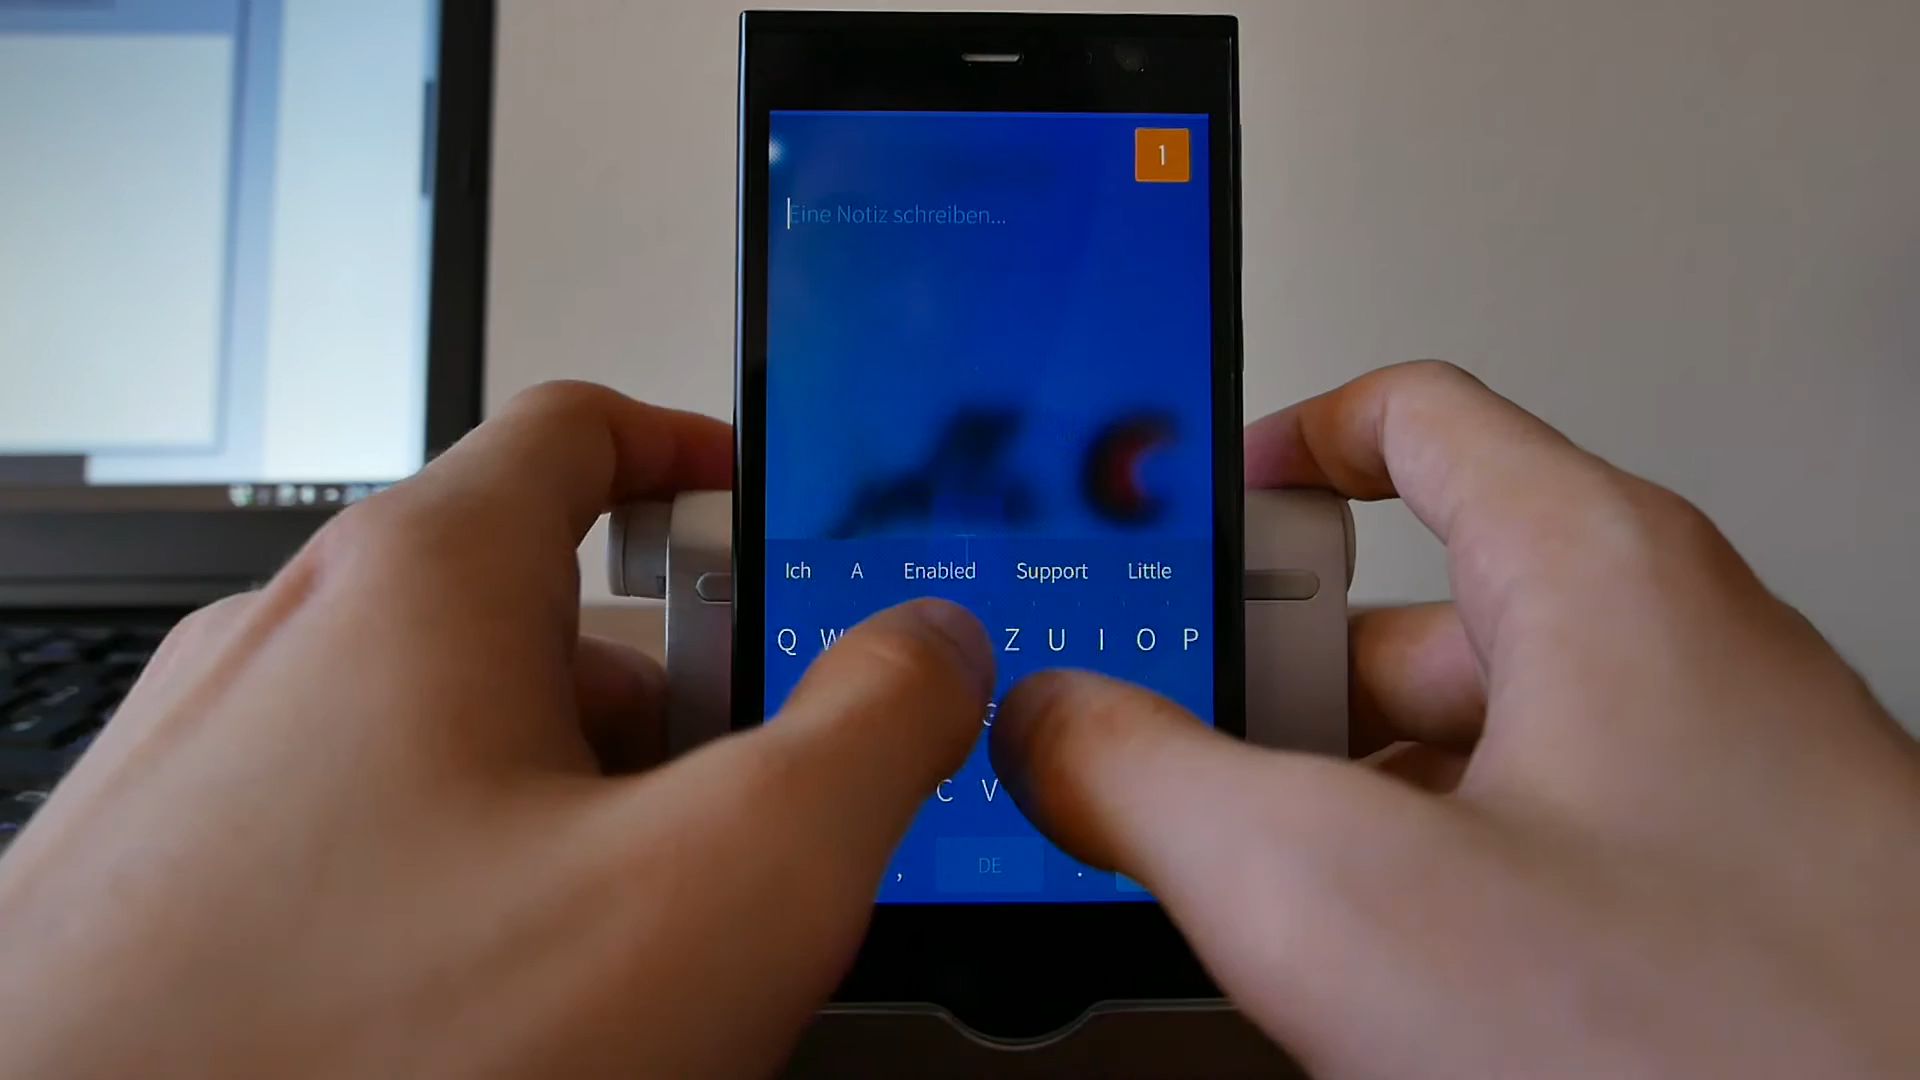 1
Eine Notiz schreiben...
Ich A Enabled Support Little
Q W Z U I O P
G
C V
, DE .